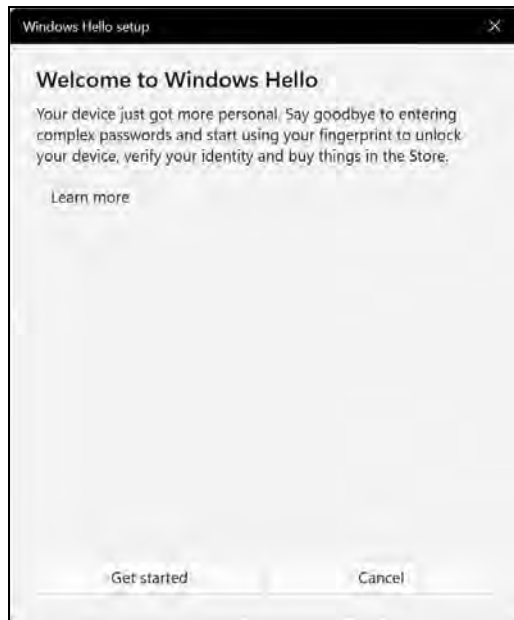 Windows Hello setup
Welcome to Windows Hello
Your device just got more personal. Say goodbye to entering
complex passwords and start using your fingerprint to unlock
your device, verify your identity and buy things in the Store.
Learn more
Get started
Cancel